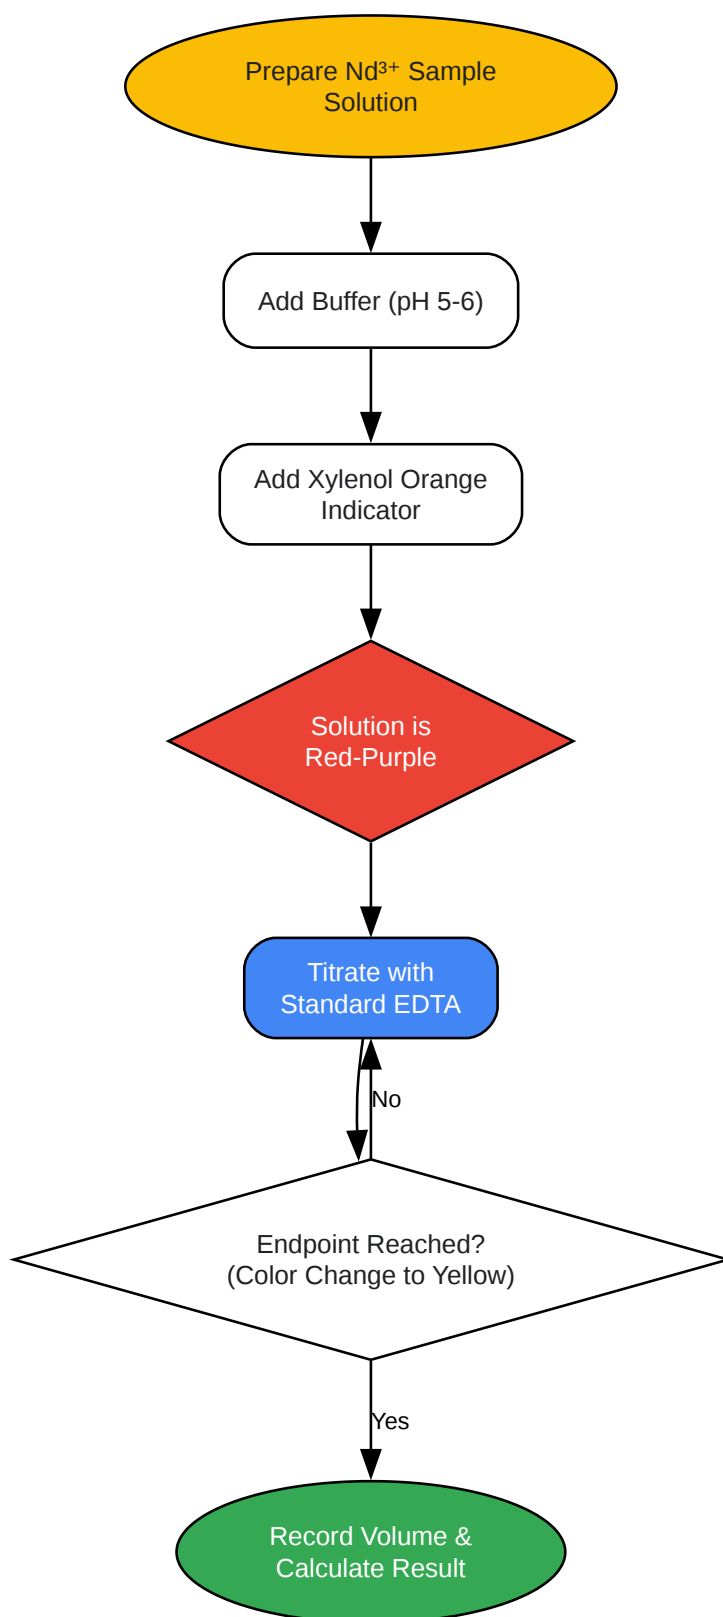 Prepare Nd³⁺ Sample
Solution
Add Buffer (pH 5-6)
Add Xylenol Orange
Indicator
Solution is
Red-Purple
Titrate with
Standard EDTA
No
Endpoint Reached?
(Color Change to Yellow)
Yes
Record Volume &
Calculate Result